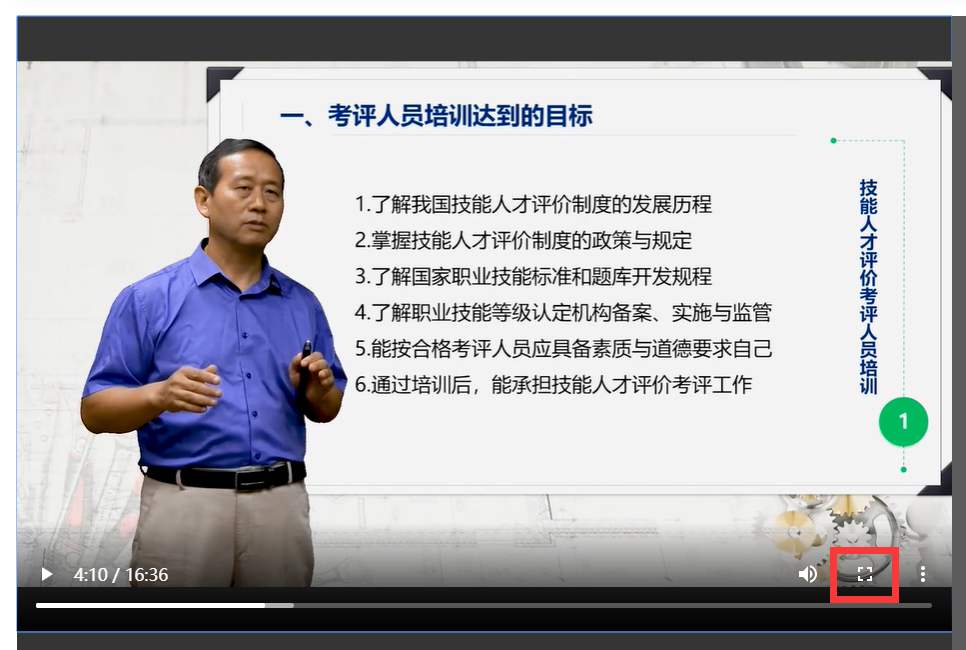 一、考评人员培训达到的目标
1.了解我国技能人才评价制度的发展历程
2.掌握技能人才评价制度的政策与规定
3.了解国家职业技能标准和题库开发规程
4.了解职业技能等级认定机构备案、实施与监管
5.能按合格考评人员应具备素质与道德要求自己
6.通过培训后，能承担技能人才评价考评工作
技能人才评价考评人员培训
1
4:10 / 16:36